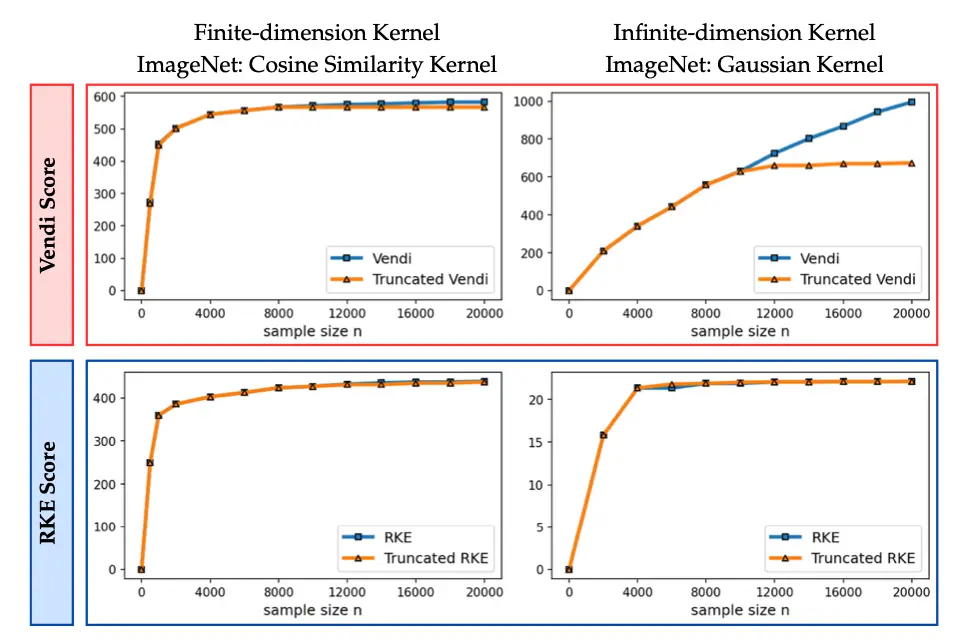 Finite-dimension Kernel
ImageNet: Cosine Similarity Kernel
Infinite-dimension Kernel
ImageNet: Gaussian Kernel
Vendi Score
600
500
400
300
200
100
0
Vendi
Truncated Vendi
0 4000 8000 12000 16000 20000
sample size n
1000
800
600
400
200
0
Vendi
Truncated Vendi
0 4000 8000 12000 16000 20000
sample size n
RKE Score
400
300
200
100
0
RKE
Truncated RKE
0 4000 8000 12000 16000 20000
sample size n
20
15
10
5
0
RKE
Truncated RKE
0 4000 8000 12000 16000 20000
sample size n